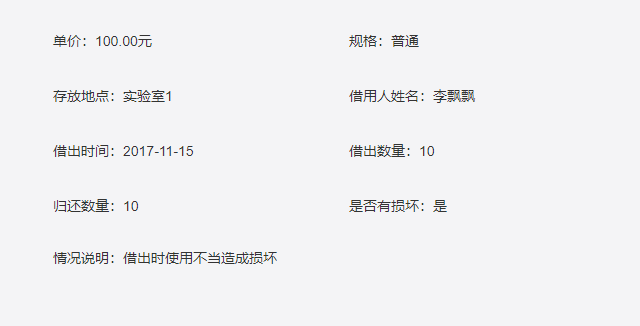 单价：100.00元
规格：普通
存放地点：实验室1
借用人姓名：李飘飘
借出时间：2017-11-15
借出数量：10
归还数量：10
是否有损坏：是
情况说明：借出时使用不当造成损坏